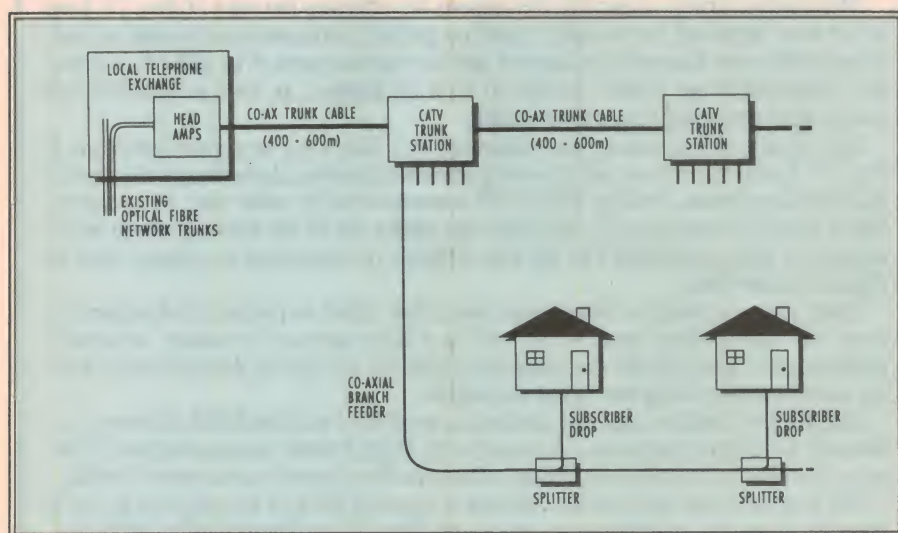 LOCAL TELEPHONE
EXCHANGE
HEAD
AMPS
EXISTING
OPTICAL FIBRE
NETWORK TRUNKS
CO-AX TRUNK CABLE
(400 - 600m)
CATV
TRUNK
STATION
CO-AX TRUNK CABLE
(400 - 600m)
CATV
TRUNK
STATION
CO-AXIAL
BRANCH
FEEDER
SUBSCRIBER
DROP
SPLITTER
SUBSCRIBER
DROP
SPLITTER